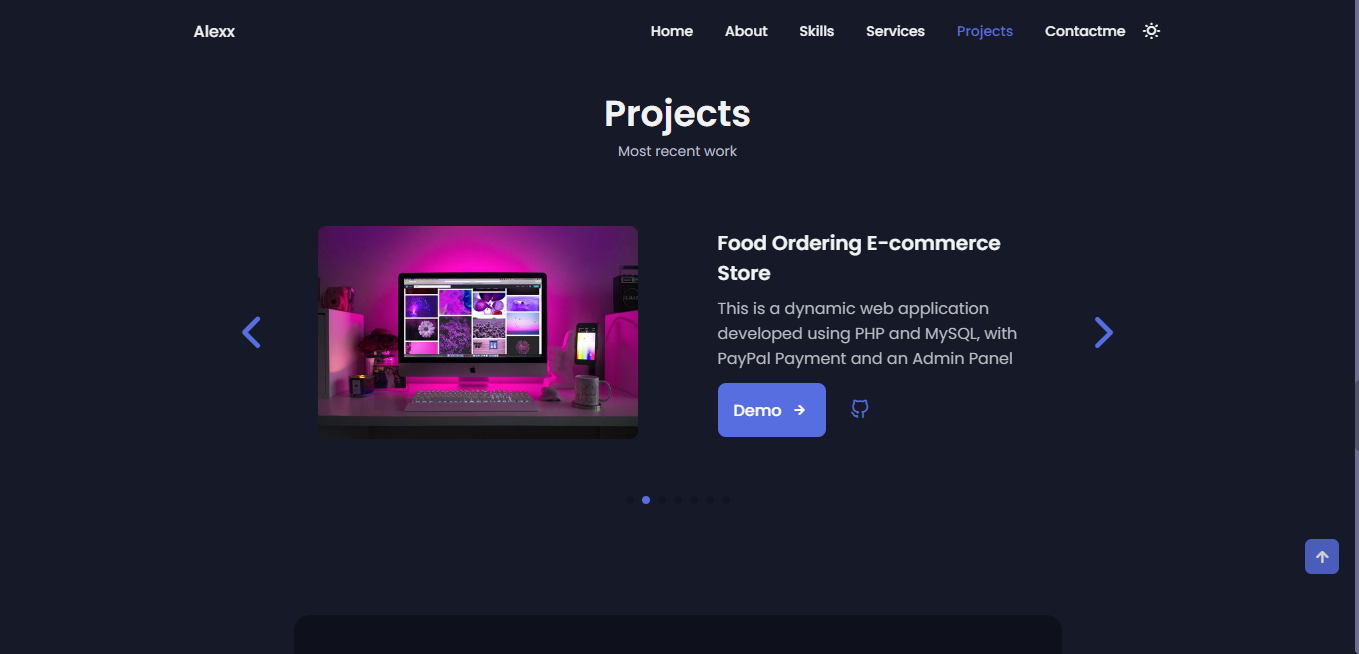 Alexx
Home
About
Skills
Services
Projects
Contactme
Projects
Most recent work
Food Ordering E-commerce
Store
This is a dynamic web application
developed using PHP and MySQL, with
PayPal Payment and an Admin Panel
Demo